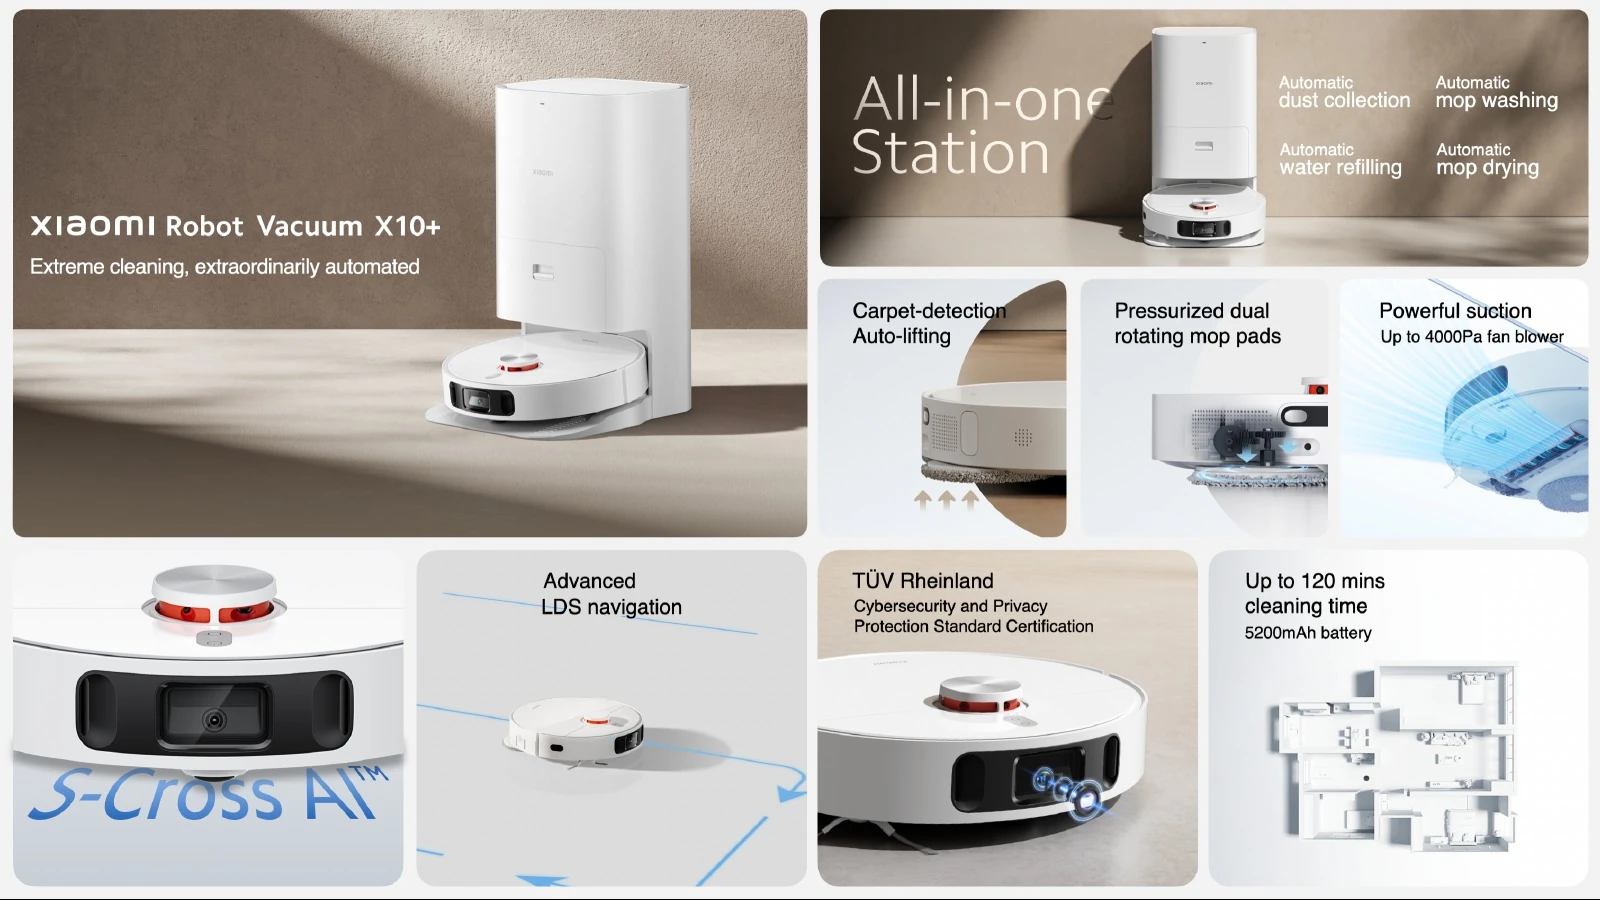 xiaomi Robot Vacuum X10+
Extreme cleaning, extraordinarily automated
xiaomi
All-in-one
Station
xiaomi
Automatic
dust collection
Automatic
mop washing
Automatic
water refilling
Automatic
mop drying
Carpet-detection
Auto-lifting
Pressurized dual
rotating mop pads
Powerful suction
Up to 4000Pa fan blower
S-Cross AI™
Advanced
LDS navigation
TÜV Rheinland
Cybersecurity and Privacy
Protection Standard Certification
Up to 120 mins
cleaning time
5200mAh battery